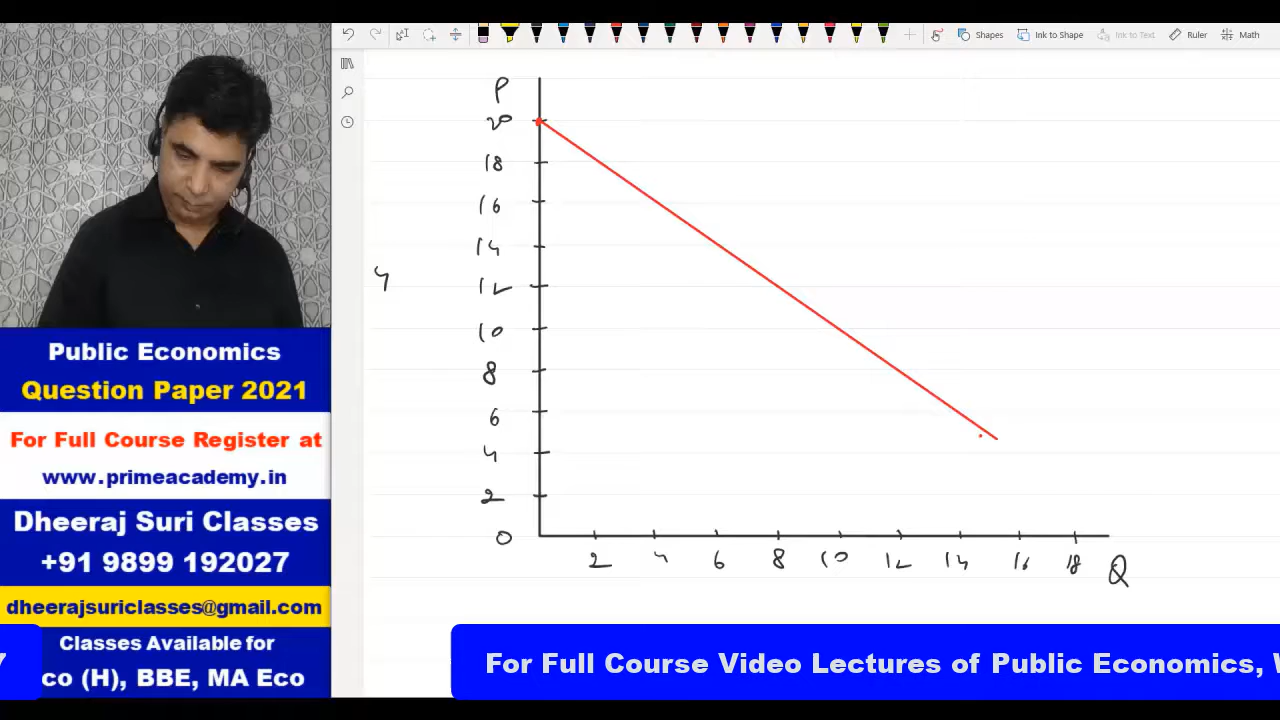 Shapes
Ink to Shape
Ink to Text
Ruler
Math
P
20
18
16
14
12
10
8
6
4
2
0
2 4 6 8 10 12 14 16 18 Q
Public Economics
Question Paper 2021
For Full Course Register at
www.primeacademy.in
Dheeraj Suri Classes
+91 9899 192027
dheerajsuriclasses@gmail.com
Classes Available for
co (H), BBE, MA Eco
7
For Full Course Video Lectures of Public Economics,